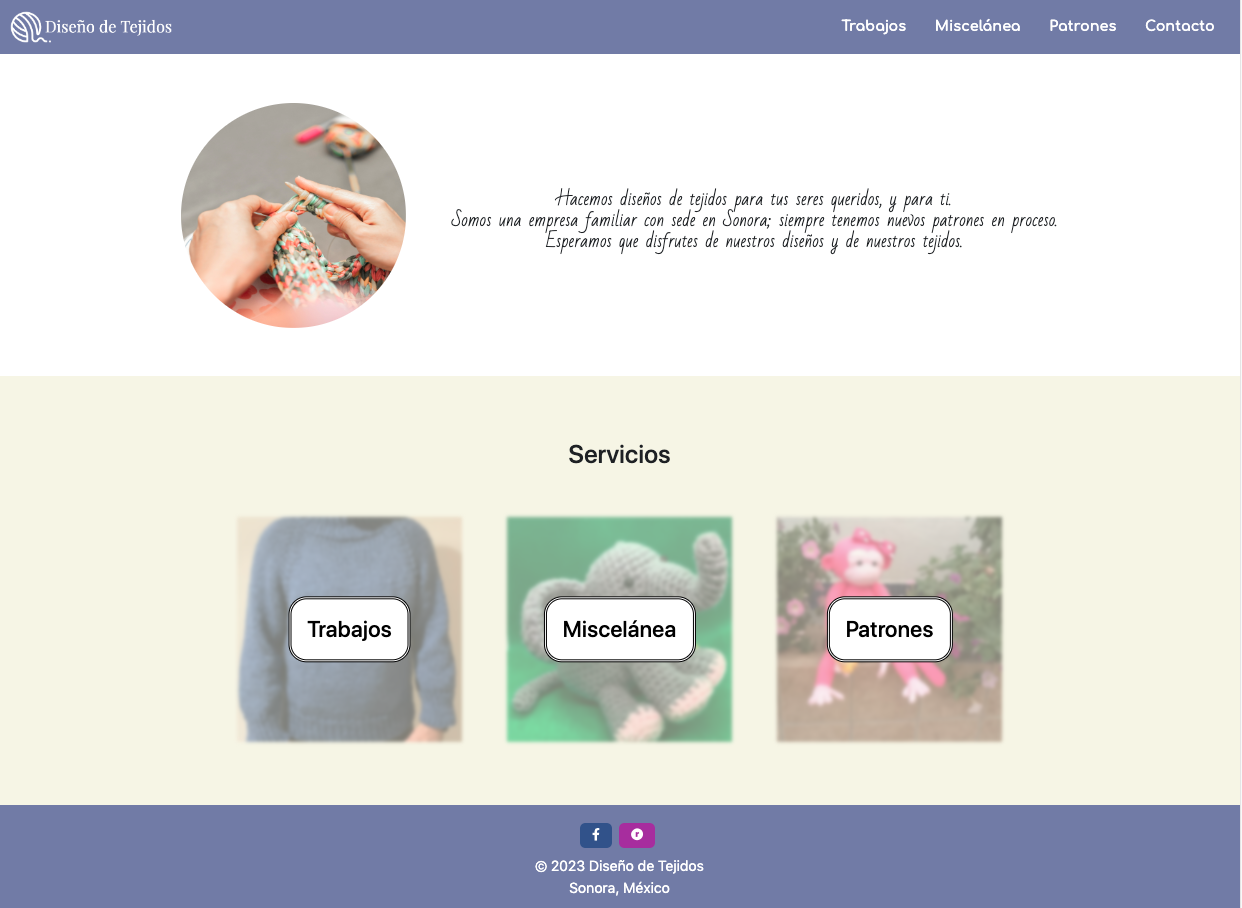 Diseño de Tejidos
Trabajos Miscelánea Patrones Contacto
Hacemos diseños de tejidos para tus seres queridos, y para ti.
Somos una empresa familiar con sede en Sonora; siempre tenemos nuevos patrones en proceso.
Esperamos que disfrutes de nuestros diseños y de nuestros tejidos.
Servicios
Trabajos
Miscelánea
Patrones
© 2023 Diseño de Tejidos
Sonora, México